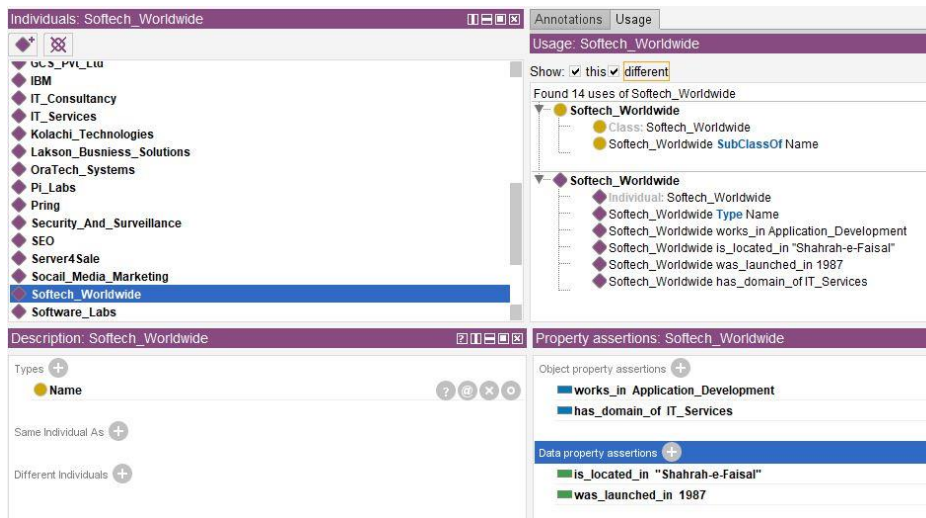 Individuals: Softech_Worldwide
GCS_Pvt_Ltd
IBM
IT_Consultancy
IT_Services
Kolachi_Technologies
Lakson_Busniess_Solutions
OraTech_Systems
Pi_Labs
Pring
Security_And_Surveillance
SEO
Server4Sale
Socail_Media_Marketing
Softech_Worldwide
Software_Labs
Annotations Usage
Usage: Softech_Worldwide
Show: this different
Found 14 uses of Softech_Worldwide
Softech_Worldwide
Class: Softech_Worldwide
Softech_Worldwide SubClassOf Name
Softech_Worldwide
Individual: Softech_Worldwide
Softech_Worldwide Type Name
Softech_Worldwide works_in Application_Development
Softech_Worldwide is_located_in "Shahrah-e-Faisal"
Softech_Worldwide was_launched_in 1987
Softech_Worldwide has_domain_of IT_Services
Description: Softech_Worldwide
Types
Name
Same Individual As
Different Individuals
Property assertions: Softech_Worldwide
Object property assertions
works_in Application_Development
has_domain_of IT_Services
Data property assertions
is_located_in "Shahrah-e-Faisal"
was_launched_in 1987